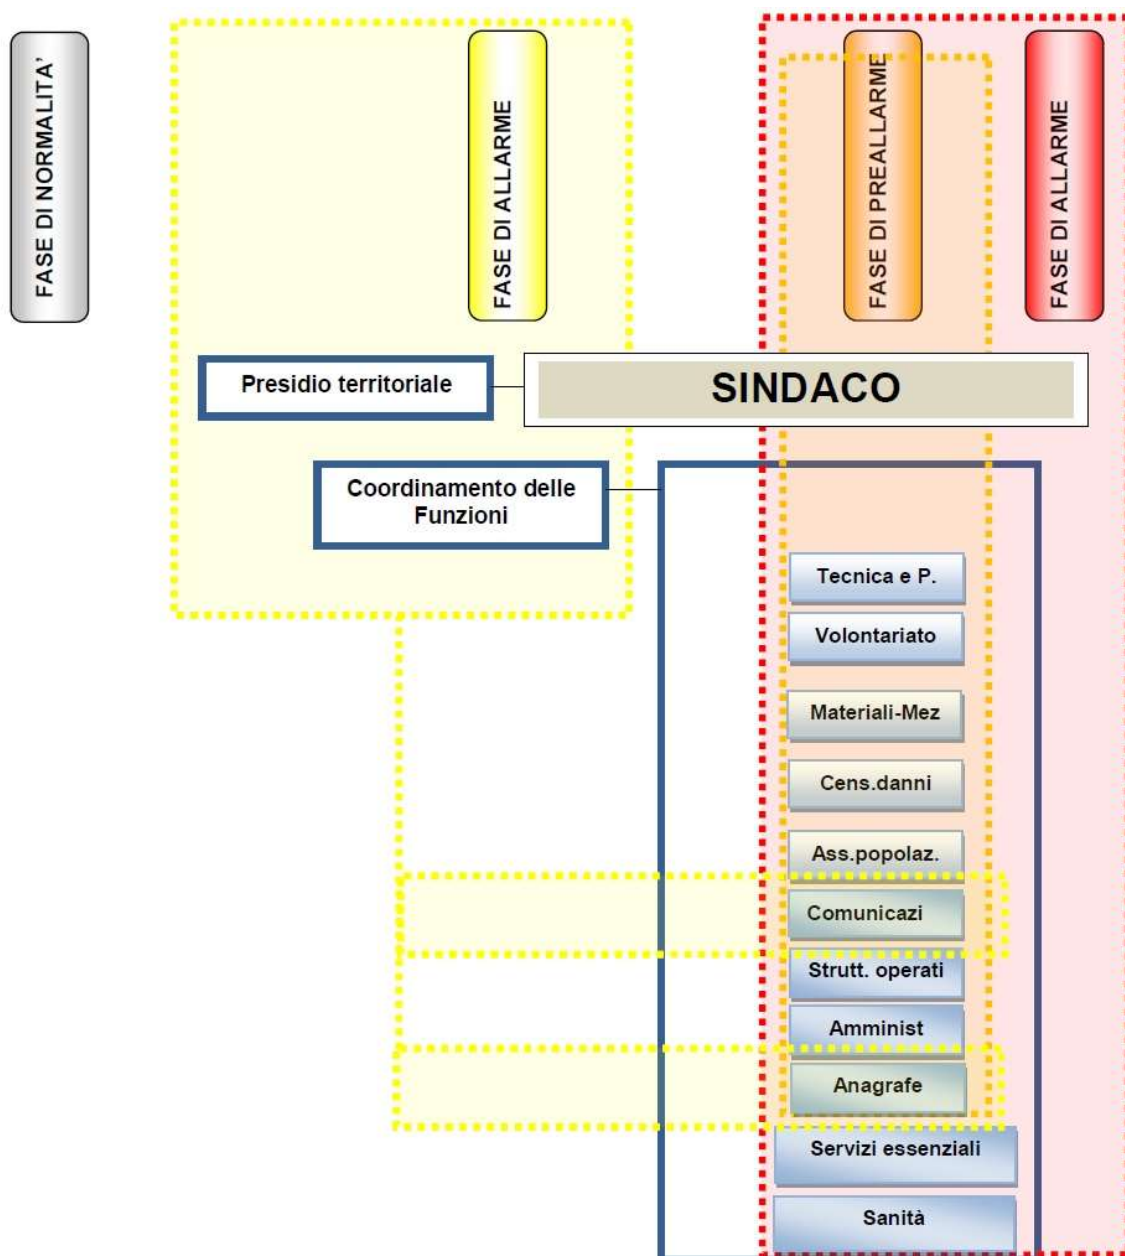 FASE DI NORMALITA'
FASE DI ALLARME
FASE DI PREALLARME
FASE DI ALLARME
Presidio territoriale
SINDACO
Coordinamento delle
Funzioni
Tecnica e P.
Volontariato
Materiali-Mez
Cens.danni
Ass.popolaz.
Comunicazi
Strutt. operati
Amminist
Anagrafe
Servizi essenziali
Sanità